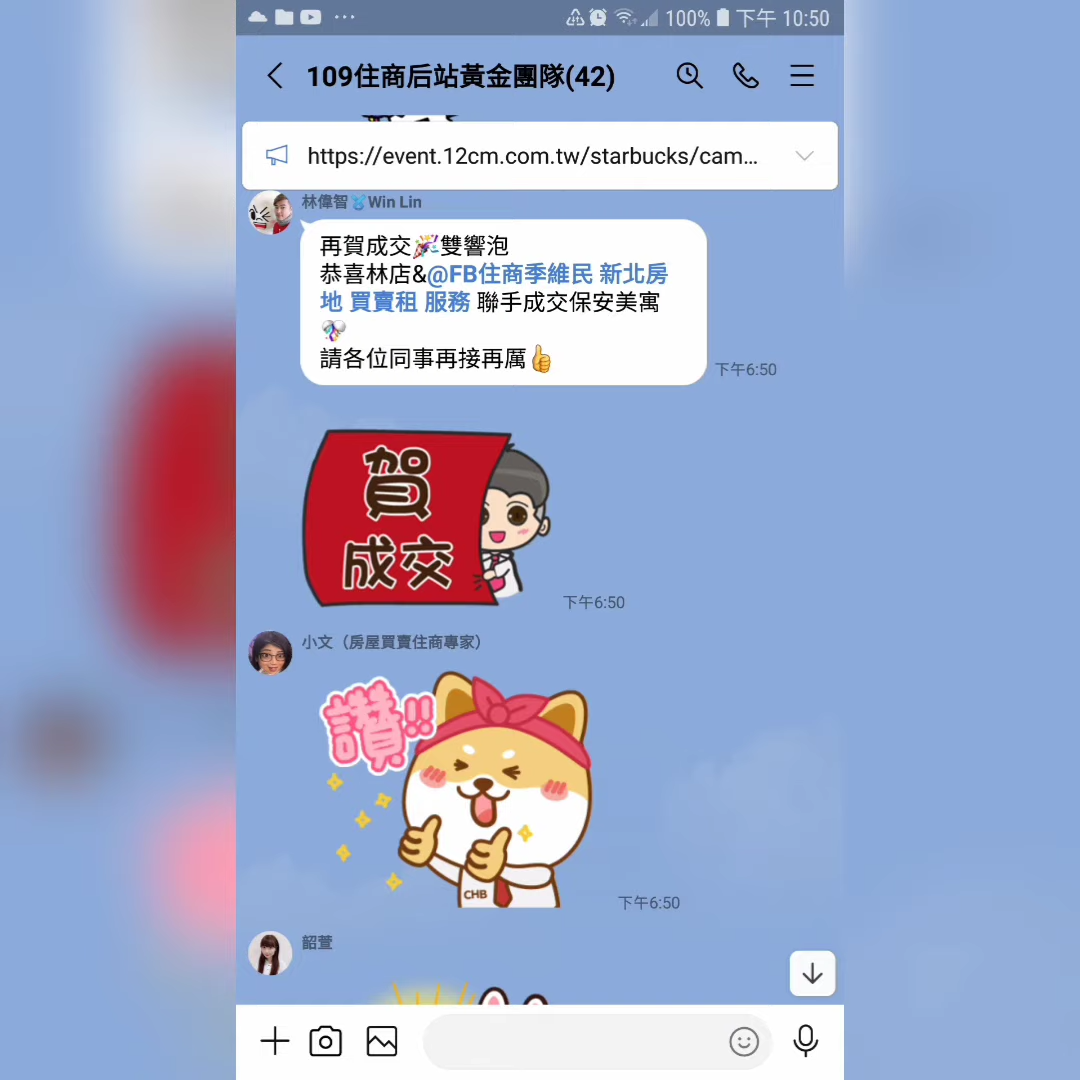 100% 下午 10:50
109住商后站黃金團隊(42)
https://event.12cm.com.tw/starbucks/cam...
林偉智🥎Win Lin
再賀成交🎉雙響泡
恭喜林店&@FB住商季維民 新北房
地 買賣租 服務 聯手成交保安美寓
🎊
請各位同事再接再厲👍
下午6:50
賀
成交
下午6:50
小文（房屋買賣住商專家）
讚!!
CHB
下午6:50
韶萱